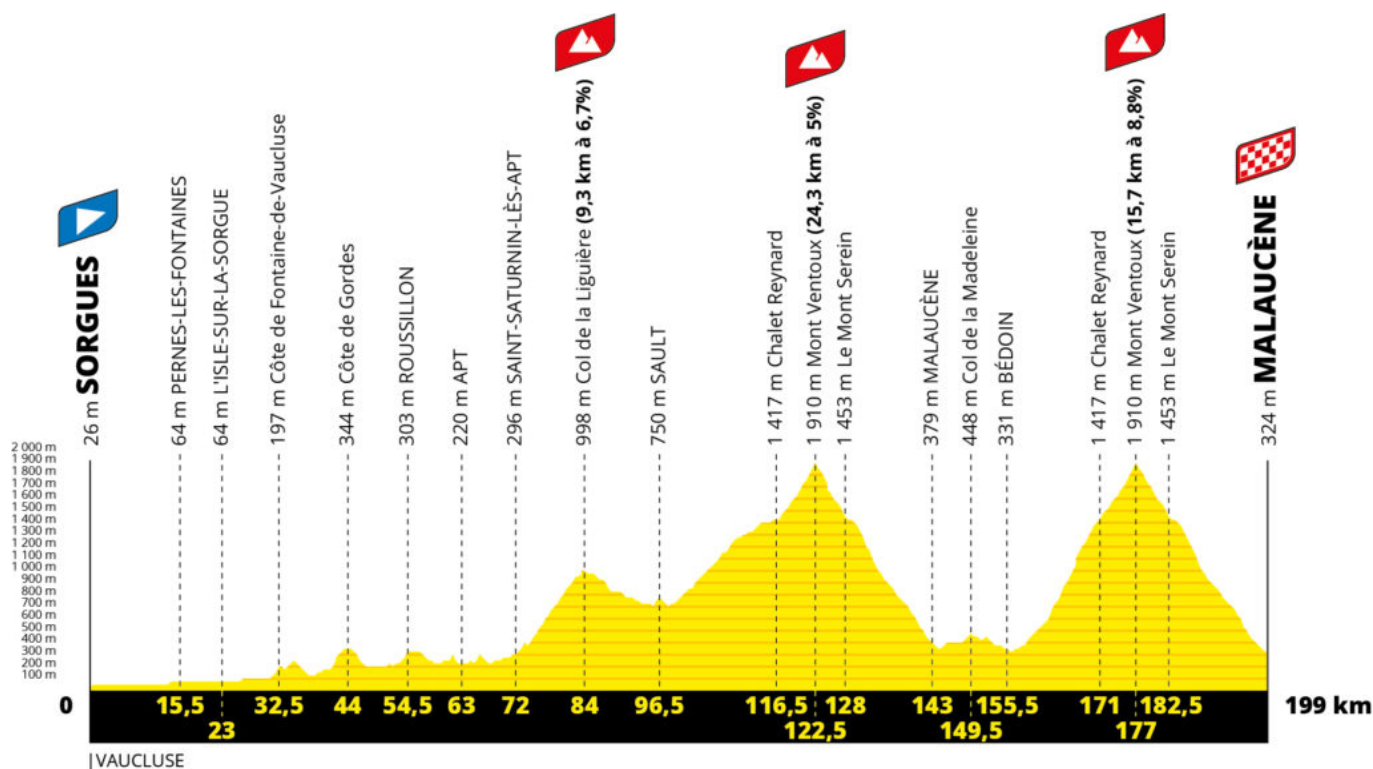 26 m SORGUES
64 m PERNES-LES-FONTAINES
64 m L'ISLE-SUR-LA-SORGUE
197 m Côte de Fontaine-de-Vaucluse
344 m Côte de Gordes
303 m ROUSSILLON
220 m APT
296 m SAINT-SATURNIN-LÈS-APT
998 m Col de la Liguière (9,3 km à 6,7%)
750 m SAULT
1 417 m Chalet Reynard
1 910 m Mont Ventoux (24,3 km à 5%)
1 453 m Le Mont Serein
379 m MALAUCÈNE
448 m Col de la Madeleine
331 m BÉDOIN
1 417 m Chalet Reynard
1 910 m Mont Ventoux (15,7 km à 8,8%)
1 453 m Le Mont Serein
324 m MALAUCÈNE
2 000 m
1 900 m
1 800 m
1 700 m
1 600 m
1 500 m
1 400 m
1 300 m
1 200 m
1 100 m
1 000 m
900 m
800 m
700 m
600 m
500 m
400 m
300 m
200 m
100 m
0 15,5 32,5 44 54,5 63 72 84 96,5 116,5 128 143 155,5 171 182,5 199 km
23 122,5 149,5 177
VAUCLUSE